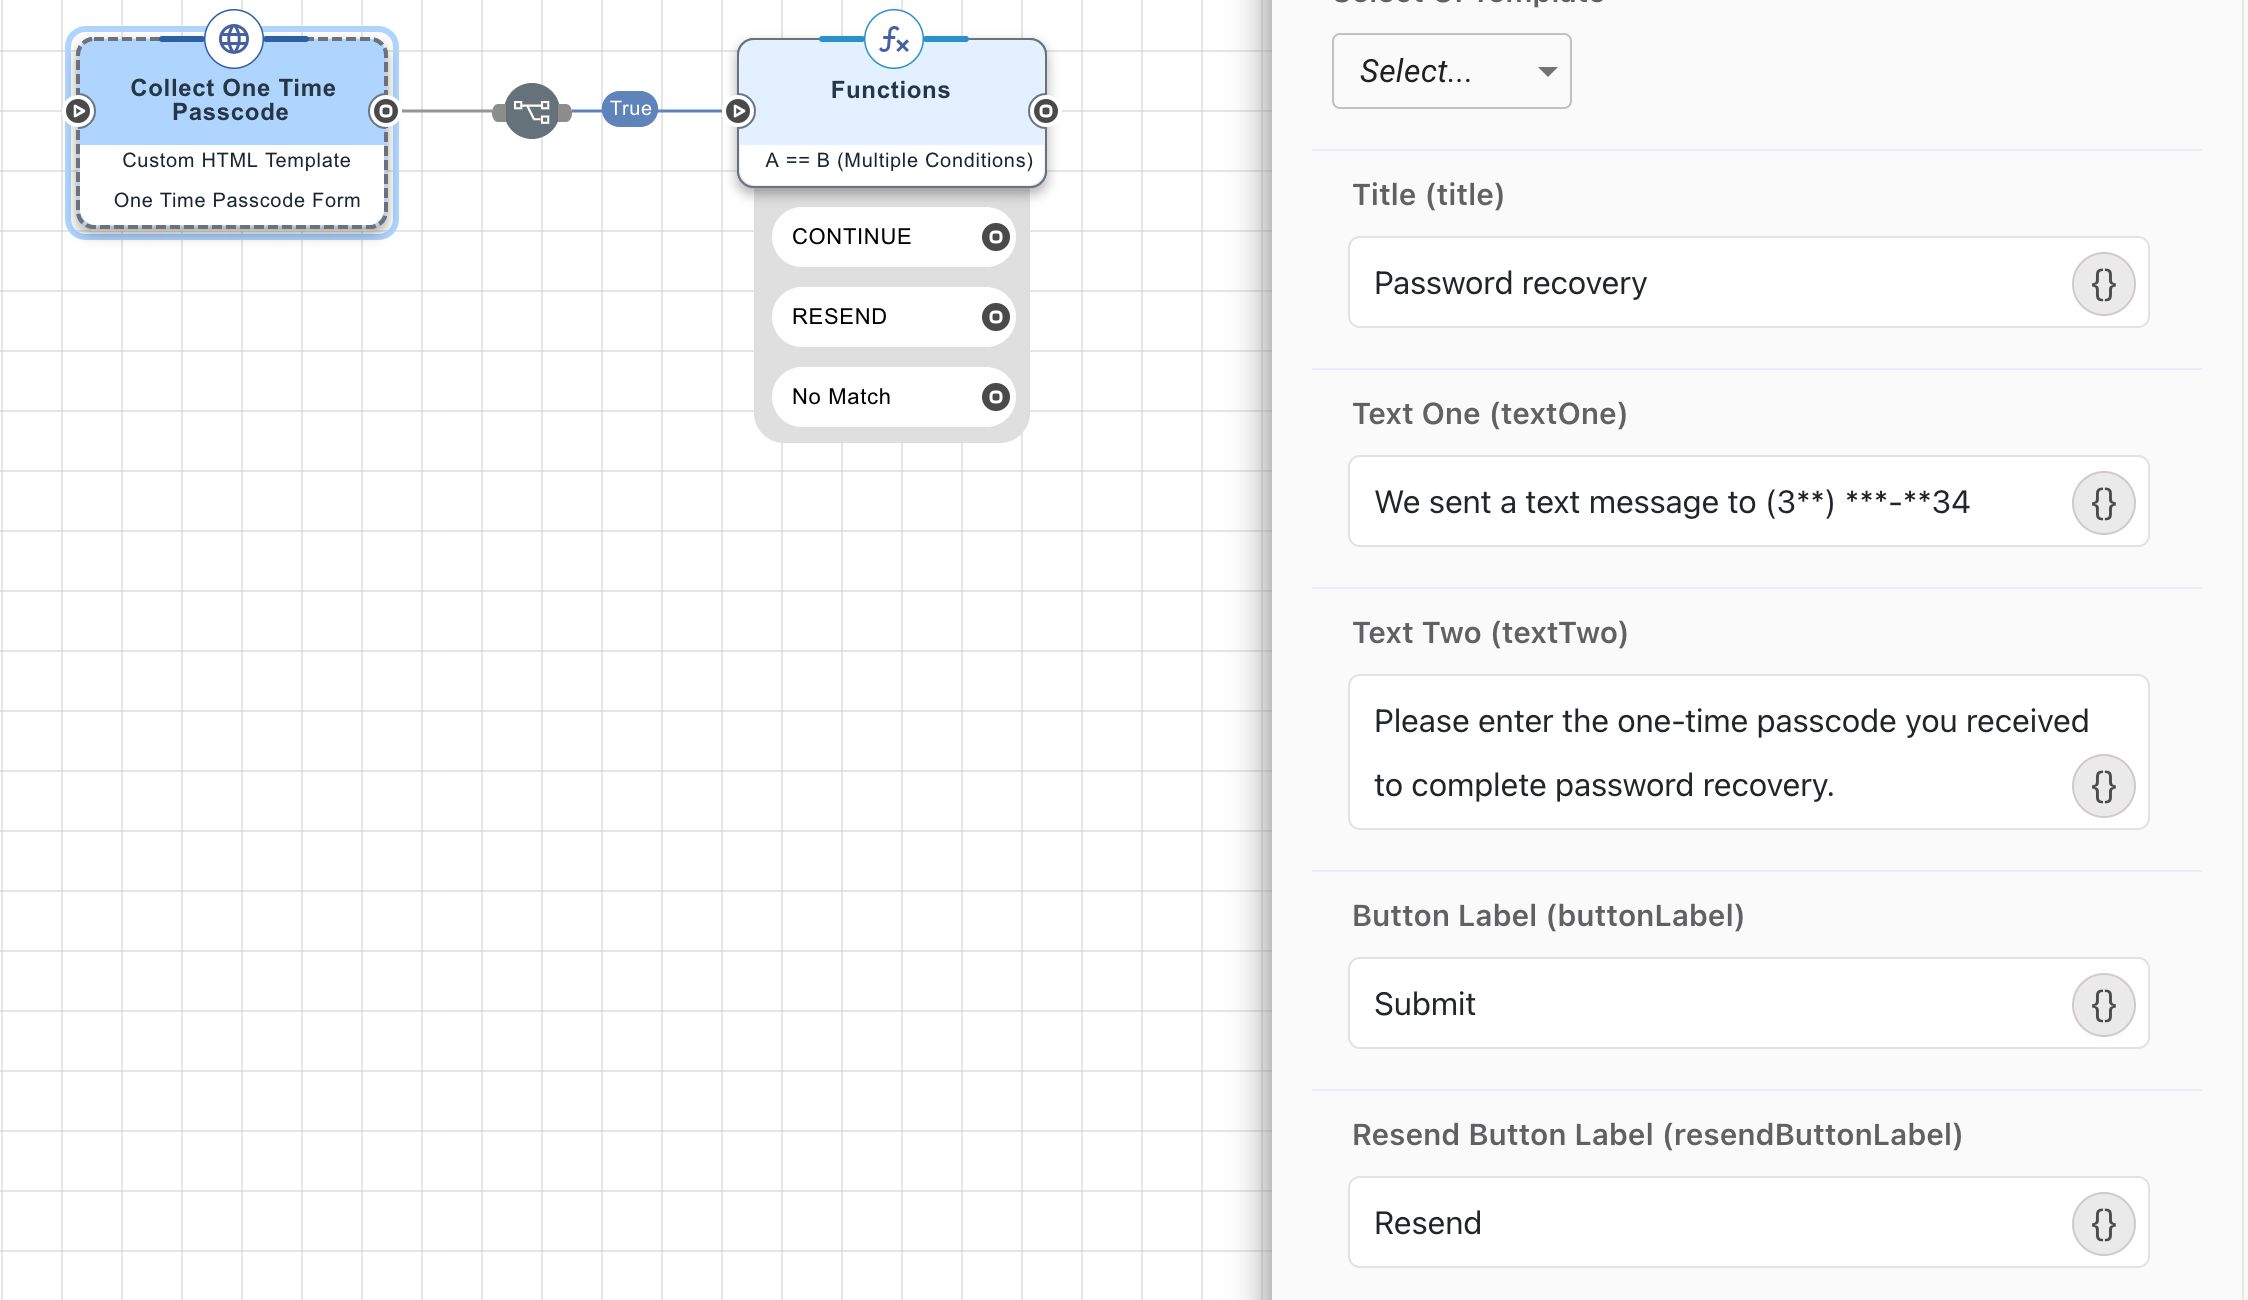 Collect One Time
Passcode
Custom HTML Template
One Time Passcode Form
True
Functions
A == B (Multiple Conditions)
CONTINUE
RESEND
No Match
Select UI Template
Select...
Title (title)
Password recovery
{}
Text One (textOne)
We sent a text message to (3**) ***-**34
{}
Text Two (textTwo)
Please enter the one-time passcode you received
to complete password recovery.
{}
Button Label (buttonLabel)
Submit
{}
Resend Button Label (resendButtonLabel)
Resend
{}